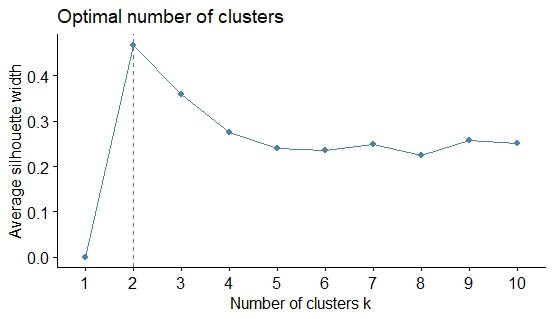 Optimal number of clusters
Average silhouette width
0.4
0.3
0.2
0.1
0.0
1 2 3 4 5 6 7 8 9 10
Number of clusters k